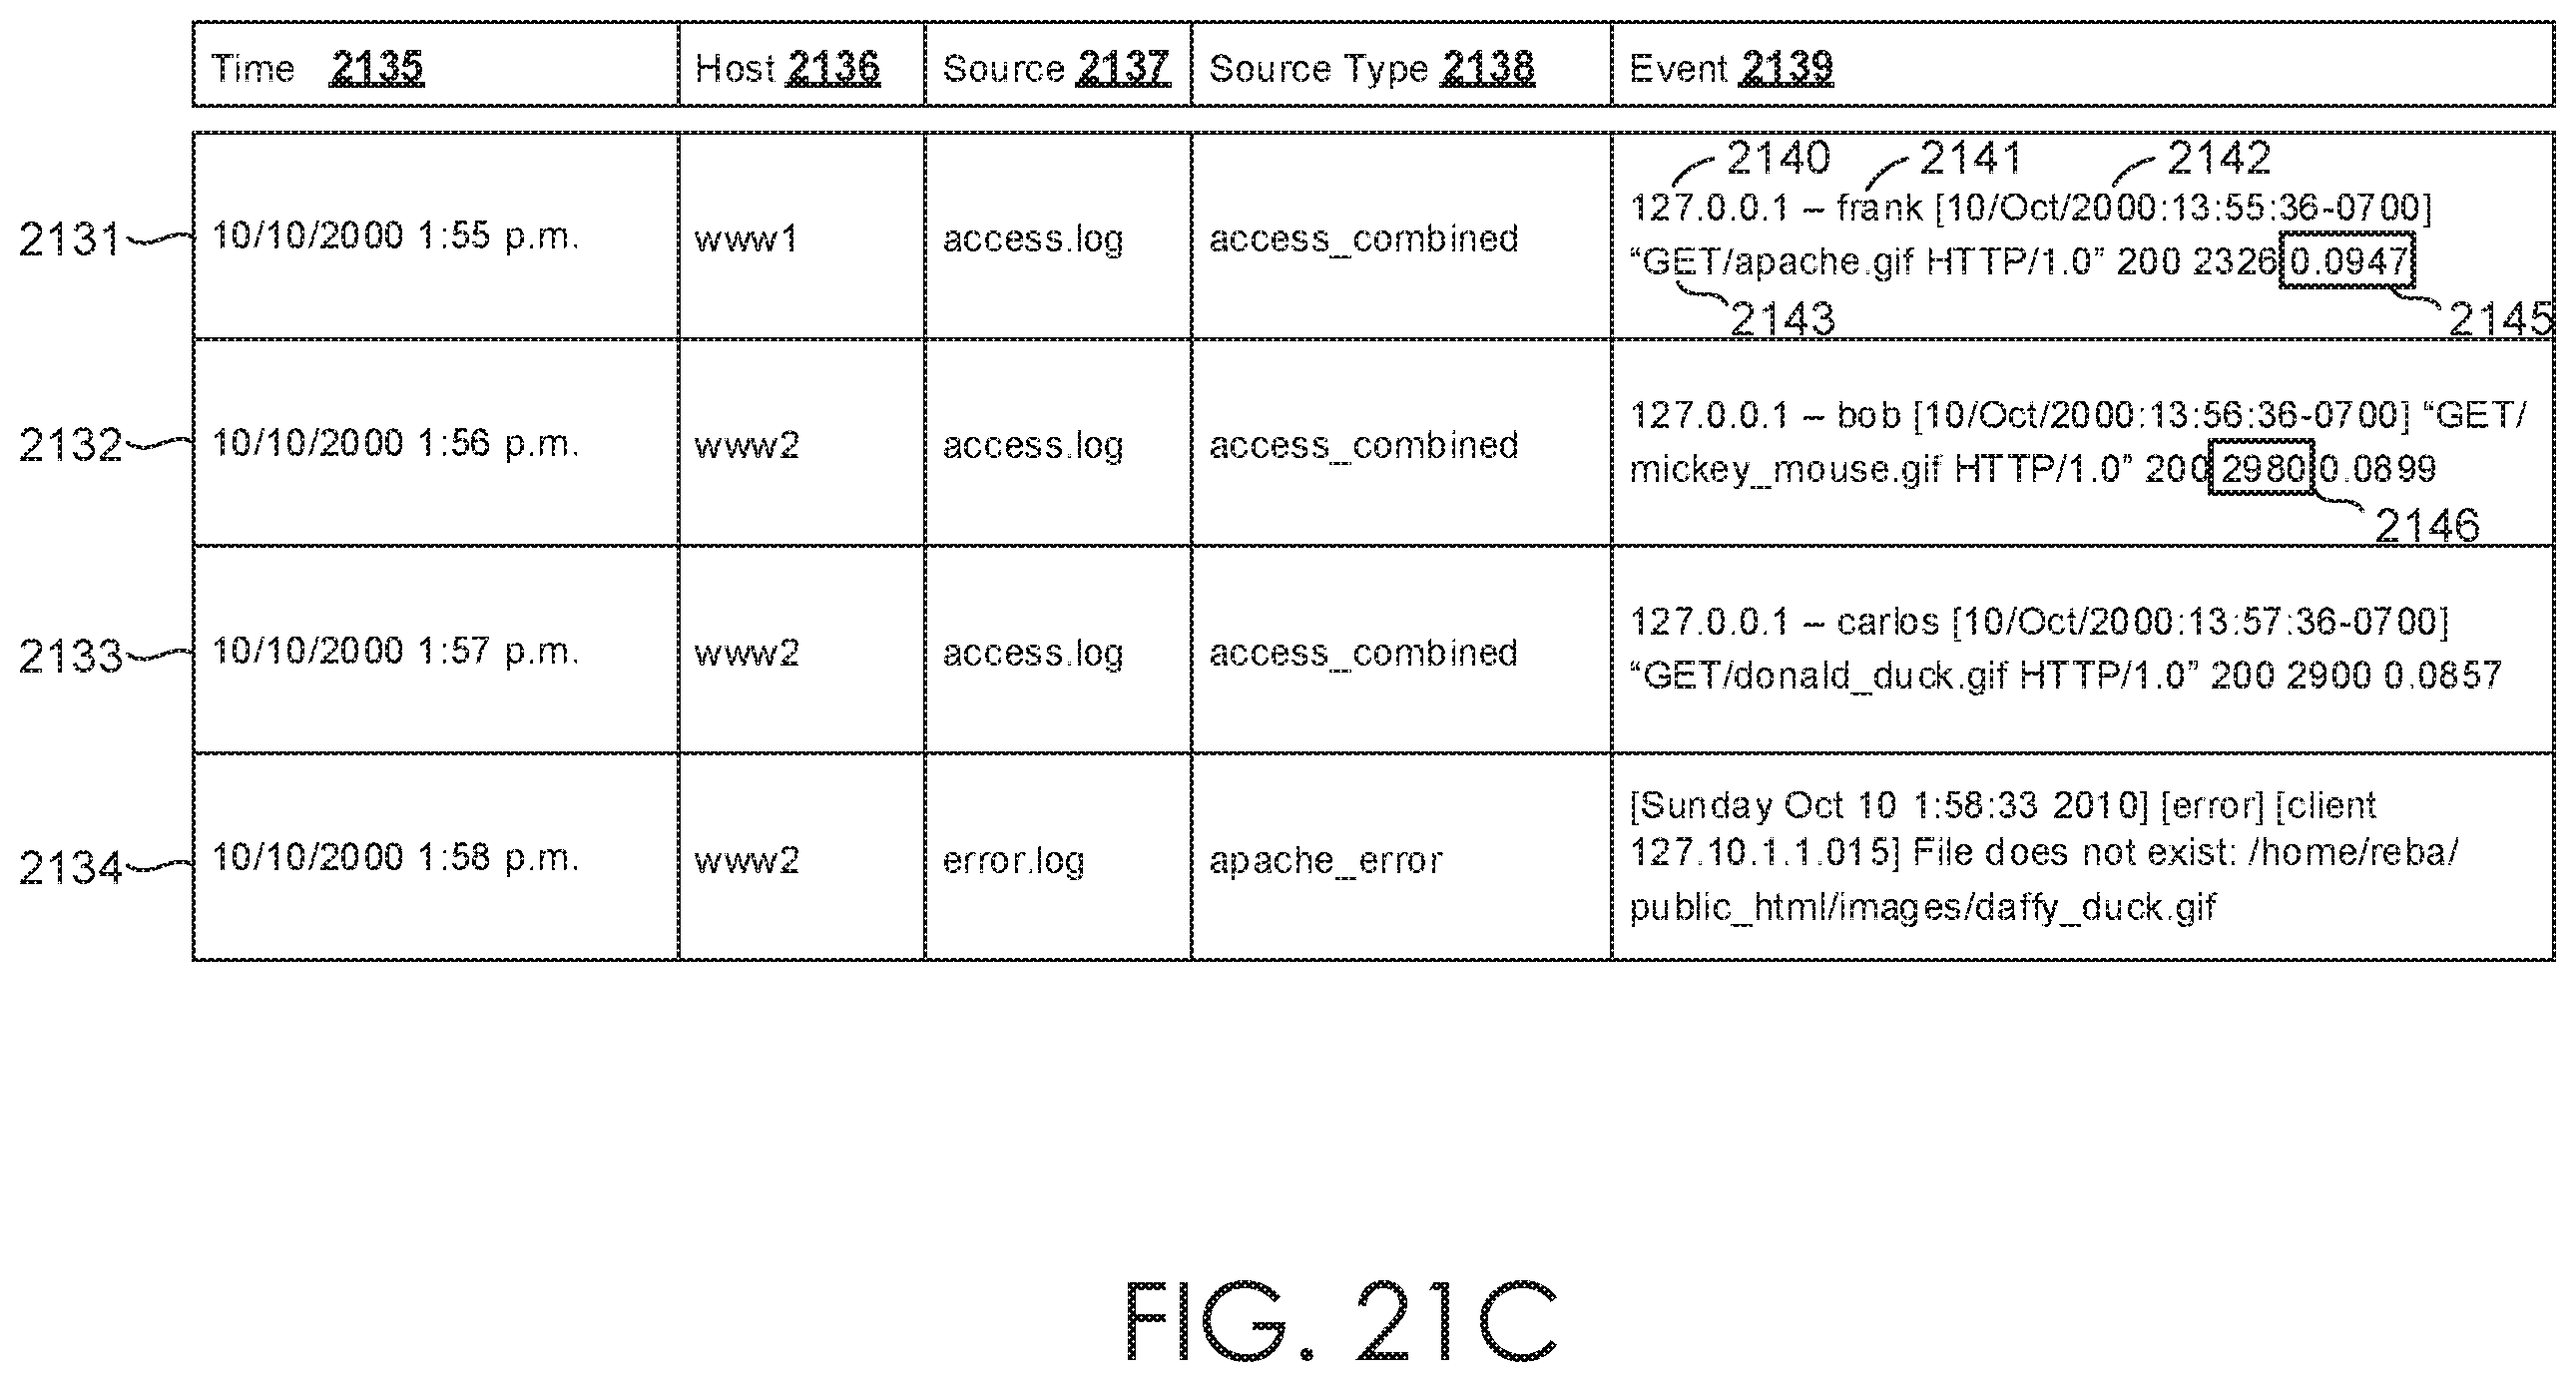 Time 2135 Host 2136 Source 2137 Source Type 2138 Event 2139
2140 2141 2142
2131 10/10/2000 1:55 p.m. www1 access.log access_combined
127.0.0.1 – frank [10/Oct/2000:13:55:36-0700]
“GET/apache.gif HTTP/1.0” 200 2326 0.0947
2143 2145
2132 10/10/2000 1:56 p.m. www2 access.log access_combined
127.0.0.1 – bob [10/Oct/2000:13:56:36-0700] “GET/
mickey_mouse.gif HTTP/1.0” 200 2980 0.0899
2146
2133 10/10/2000 1:57 p.m. www2 access.log access_combined
127.0.0.1 – carlos [10/Oct/2000:13:57:36-0700]
“GET/donald_duck.gif HTTP/1.0” 200 2900 0.0857
2134 10/10/2000 1:58 p.m. www2 error.log apache_error
[Sunday Oct 10 1:58:33 2010] [error] [client
127.10.1.1.015] File does not exist: /home/reba/
public_html/images/daffy_duck.gif
FIG. 21C